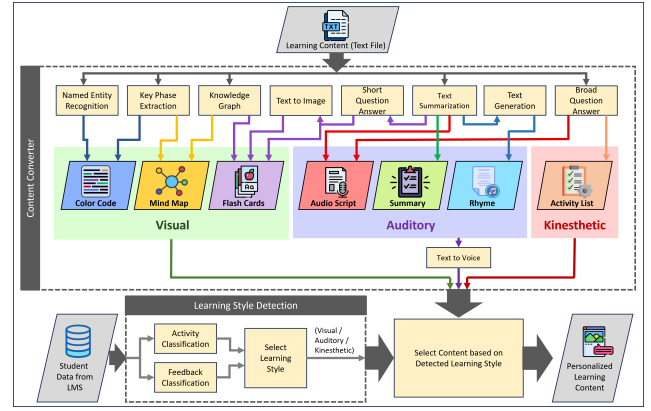 TXT
Learning Content (Text File)
Content Converter
Named Entity
Recognition
Key Phase
Extraction
Knowledge
Graph
Text to Image
Short
Question
Answer
Text
Summarization
Text
Generation
Broad
Question
Answer
Color Code
Mind Map
Aa
Flash Cards
Audio Script
Summary
Rhyme
Activity List
Visual
Auditory
Kinesthetic
Text to Voice
Learning Style Detection
Student
Data from
LMS
Activity
Classification
Feedback
Classification
Select
Learning
Style
(Visual /
Auditory /
Kinesthetic)
Select Content based on
Detected Learning Style
Personalized
Learning
Content